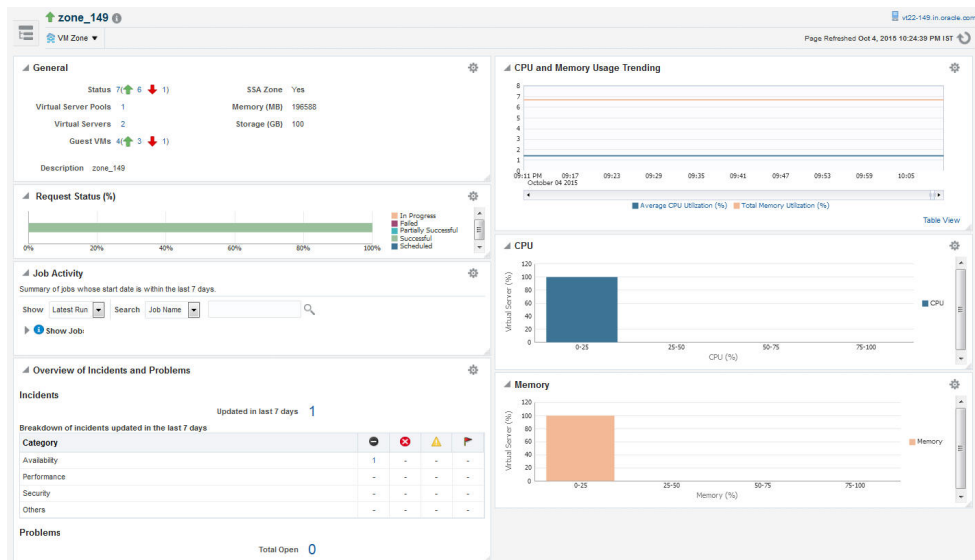 zone_149
vt22-149.in.oracle.com
VM Zone
Page Refreshed Oct 4, 2015 10:24:39 PM IST
General
Status 7( 6 1)
SSA Zone Yes
Virtual Server Pools 1
Memory (MB) 196588
Virtual Servers 2
Storage (GB) 100
Guest VMs 4( 3 1)
Description zone_149
Request Status (%)
In Progress
Failed
Partially Successful
Successful
Scheduled
0% 20% 40% 60% 80% 100%
Job Activity
Summary of jobs whose start date is within the last 7 days.
Show Latest Run Search Job Name
Show Jobs
Overview of Incidents and Problems
Incidents
Updated in last 7 days 1
Breakdown of incidents updated in the last 7 days
Category
Availability 1 - - -
Performance - - - -
Security - - - -
Others - - - -
Problems
Total Open 0
CPU and Memory Usage Trending
8
7
6
5
4
3
2
1
0
09:11 PM 09:17 09:23 09:29 09:35 09:41 09:47 09:53 09:59 10:05
October 04 2015
Average CPU Utilization (%) Total Memory Utilization (%)
Table View
CPU
120
100
80
60
40
20
0
Virtual Server (%)
0-25 25-50 50-75 75-100
CPU (%)
CPU
Memory
120
100
80
60
40
20
0
Virtual Server (%)
0-25 25-50 50-75 75-100
Memory (%)
Memory